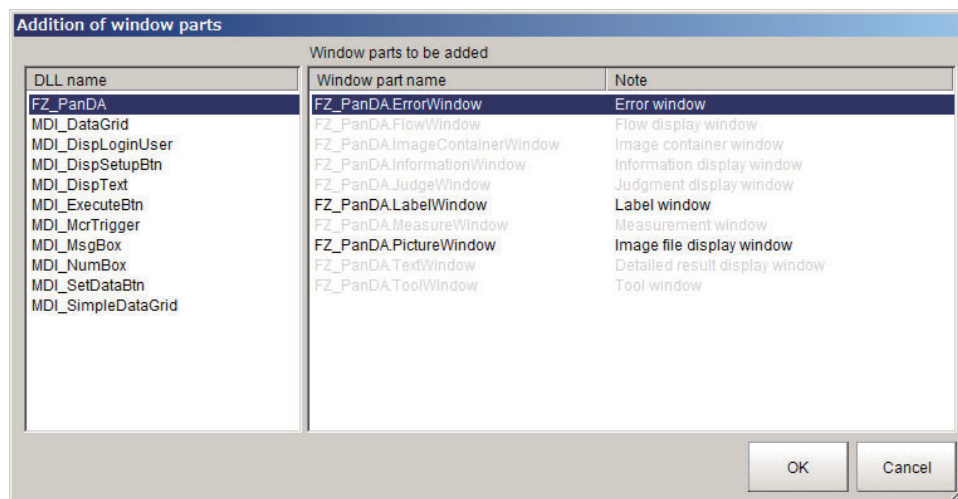 Addition of window parts
Window parts to be added
DLL name
FZ_PanDA
MDI_DataGrid
MDI_DispLoginUser
MDI_DispSetupBtn
MDI_DispText
MDI_ExecuteBtn
MDI_McrTrigger
MDI_MsgBox
MDI_NumBox
MDI_SetDataBtn
MDI_SimpleDataGrid
Window part name Note
FZ_PanDA.ErrorWindow Error window
FZ_PanDA.FlowWindow Flow display window
FZ_PanDA.ImageContainerWindow Image container window
FZ_PanDA.InformationWindow Information display window
FZ_PanDA.JudgeWindow Judgment display window
FZ_PanDA.LabelWindow Label window
FZ_PanDA.MeasureWindow Measurement window
FZ_PanDA.PictureWindow Image file display window
FZ_PanDA.TextWindow Detailed result display window
FZ_PanDA.ToolWindow Tool window
OK Cancel